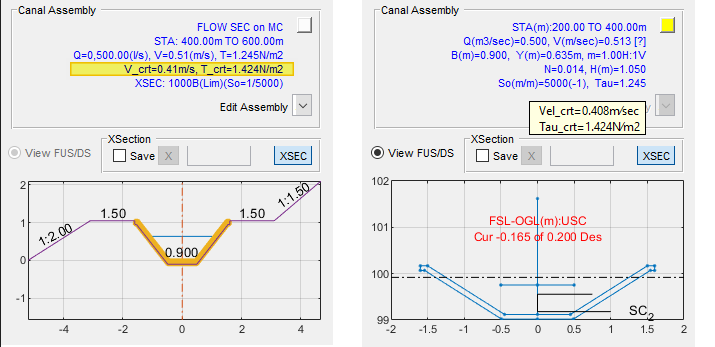 Canal Assembly
FLOW SEC on MC
STA: 400.00m TO 600.00m
Q=0,500.00(l/s), V=0.51(m/s), T=1.245N/m2
V_crt=0.41m/s, T_crt=1.424N/m2
XSEC: 1000B(Lim)(So=1/5000)
Edit Assembly
View FUS/DS
XSection
Save
X
XSEC
2
1
0
-1
1:2.00
1.50
0.900
1.50
1:1.50
-4
-2
0
2
4
Canal Assembly
STA(m):200.00 TO 400.00m
Q(m3/sec)=0.500, V(m/sec)=0.513 [?]
B(m)=0.900, Y(m)=0.635m, m=1.00H:1V
N=0.014, H(m)=1.050
So(m/m)=5000(-1), Tau=1.245
Vel_crt=0.408m/sec
Tau_crt=1.424N/m2
View FUS/DS
XSection
Save
X
XSEC
102
101
100
99
FSL-OGL(m):USC
Cur -0.165 of 0.200 Des
SC2
-2
-1.5
-1
-0.5
0
0.5
1
1.5
2